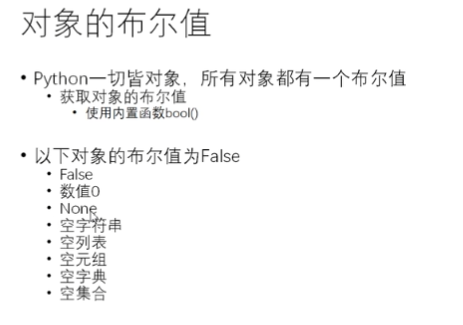 对象的布尔值
• Python一切皆对象，所有对象都有一个布尔值
• 获取对象的布尔值
• 使用内置函数bool()
• 以下对象的布尔值为False
• False
• 数值0
• None
• 空字符串
• 空列表
• 空元组
• 空字典
• 空集合